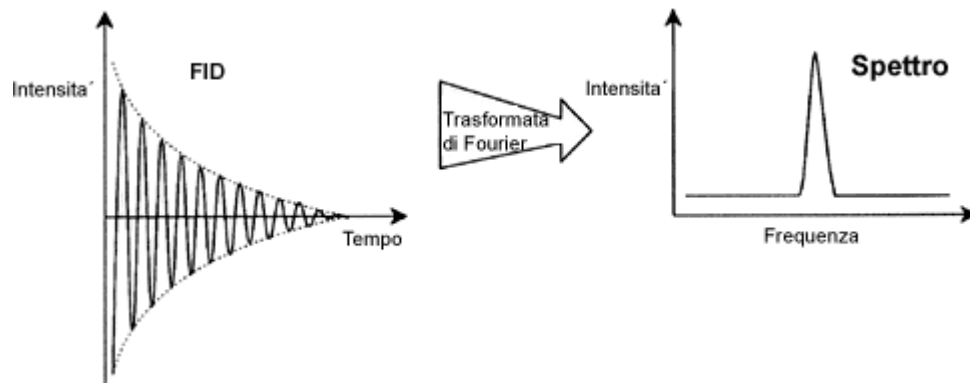 FID
Intensita´
Tempo
Trasformata
di Fourier
Spettro
Intensita´
Frequenza